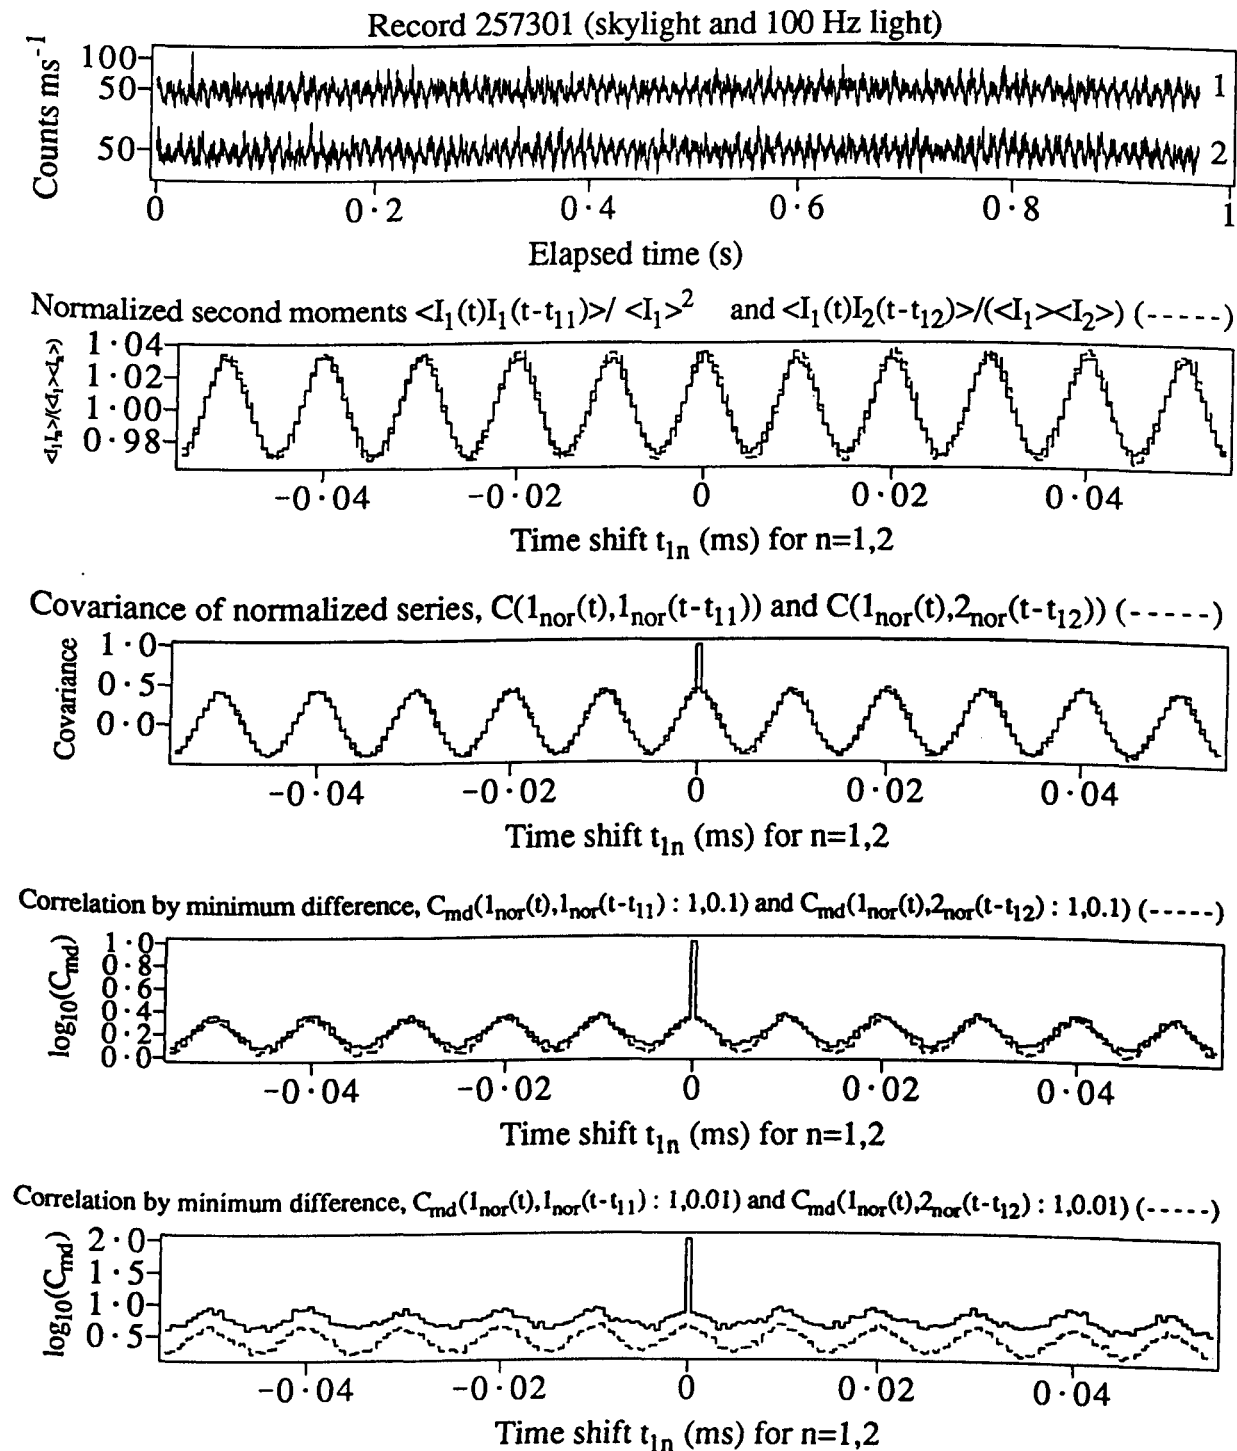 Record 257301 (skylight and 100 Hz light)
Counts ms⁻¹
100
50
50
1
2
0 0·2 0·4 0·6 0·8 1
Elapsed time (s)
Normalized second moments <I₁(t)I₁(t-t₁₁)>/ <I₁>² and <I₁(t)I₂(t-t₁₂)>/(<I₁><I₂>) (-----)
1·04
1·02
1·00
0·98
-0·04 -0·02 0 0·02 0·04
Time shift t₁ₙ (ms) for n=1,2
Covariance of normalized series, C(1nor(t),1nor(t-t₁₁)) and C(1nor(t),2nor(t-t₁₂)) (-----)
Covariance
1·0
0·5
0·0
-0·04 -0·02 0 0·02 0·04
Time shift t₁ₙ (ms) for n=1,2
Correlation by minimum difference, Cmd(1nor(t),1nor(t-t₁₁) : 1,0.1) and Cmd(1nor(t),2nor(t-t₁₂) : 1,0.1) (-----)
log₁₀(Cmd)
1·0
0·8
0·6
0·4
0·2
0·0
-0·04 -0·02 0 0·02 0·04
Time shift t₁ₙ (ms) for n=1,2
Correlation by minimum difference, Cmd(1nor(t),1nor(t-t₁₁) : 1,0.01) and Cmd(1nor(t),2nor(t-t₁₂) : 1,0.01) (-----)
log₁₀(Cmd)
2·0
1·5
1·0
0·5
-0·04 -0·02 0 0·02 0·04
Time shift t₁ₙ (ms) for n=1,2